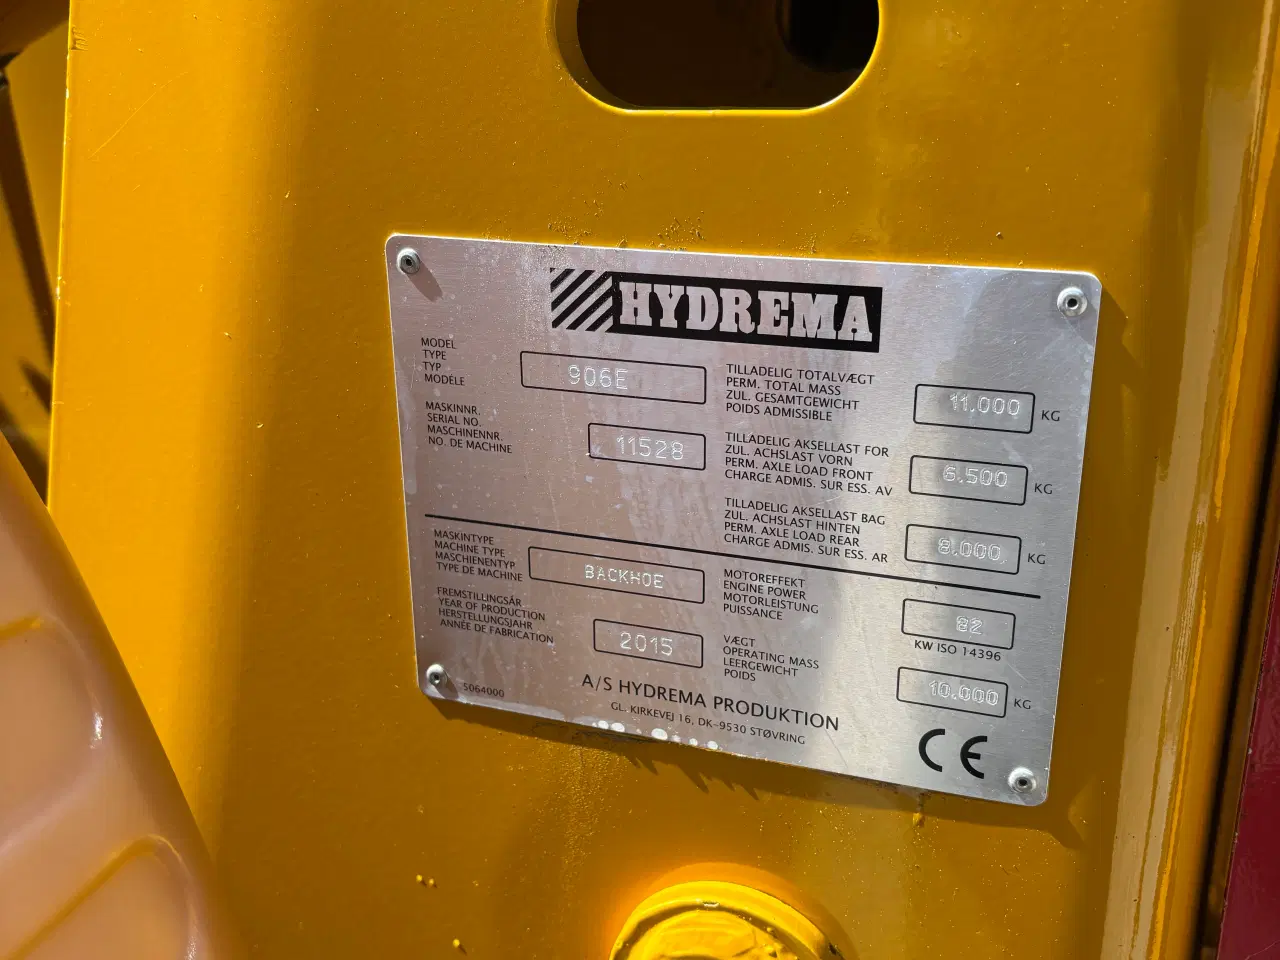 HYDREMA
MODEL
TYPE
TYP
MODÈLE
906E
MASKINNR.
SERIAL NO.
MASCHINENNR.
NO. DE MACHINE
11528
TILLADELIG TOTALVÆGT
PERM. TOTAL MASS
ZUL. GESAMTGEWICHT
POIDS ADMISSIBLE
11.000 KG
TILLADELIG AKSELLAST FOR
ZUL. ACHSLAST VORN
PERM. AXLE LOAD FRONT
CHARGE ADMIS. SUR ESS. AV
6.500 KG
TILLADELIG AKSELLAST BAG
ZUL. ACHSLAST HINTEN
PERM. AXLE LOAD REAR
CHARGE ADMIS. SUR ESS. AR
8.000 KG
MASKINTYPE
MACHINE TYPE
MASCHIENENTYP
TYPE DE MACHINE
BACKHOE
FREMSTILLINGSÅR
YEAR OF PRODUCTION
HERSTELLUNGSJAHR
ANNÉE DE FABRICATION
2015
MOTOREFFEKT
ENGINE POWER
MOTORLEISTUNG
PUISSANCE
82
KW ISO 14396
VÆGT
OPERATING MASS
LEERGEWICHT
POIDS
10.000 KG
5064000
A/S HYDREMA PRODUKTION
GL. KIRKEVEJ 16, DK-9530 STØVRING
CE